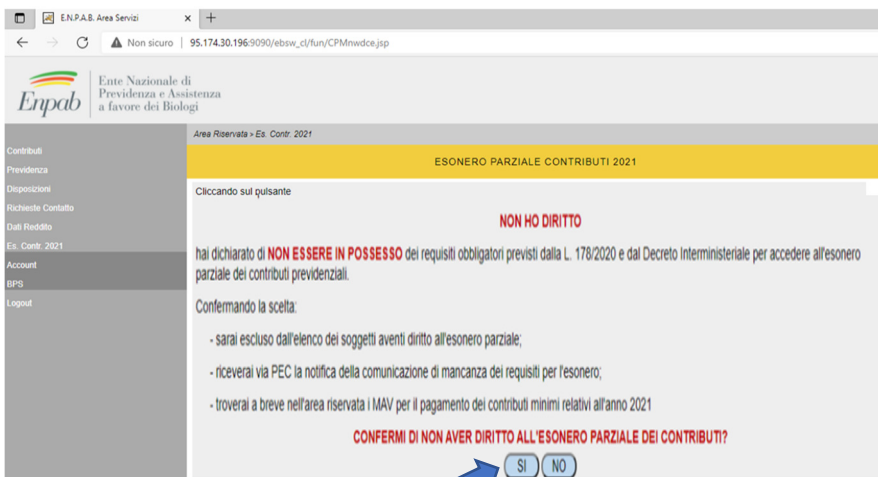 E.N.P.A.B. Area Servizi
Non sicuro | 95.174.30.196:9090/ebsw_cl/fun/CPMnwdce.jsp
Enpab
Ente Nazionale di
Previdenza e Assistenza
a favore dei Biologi
Area Riservata » Es. Contr. 2021
Contributi
Previdenza
Disposizioni
Richieste Contatto
Dati Reddito
Es. Contr. 2021
Account
BPS
Logout
ESONERO PARZIALE CONTRIBUTI 2021
Cliccando sul pulsante
NON HO DIRITTO
hai dichiarato di NON ESSERE IN POSSESSO dei requisiti obbligatori previsti dalla L. 178/2020 e dal Decreto Interministeriale per accedere all'esonero
parziale dei contributi previdenziali.
Confermando la scelta:
- sarai escluso dall'elenco dei soggetti aventi diritto all'esonero parziale;
- riceverai via PEC la notifica della comunicazione di mancanza dei requisiti per l'esonero;
- troverai a breve nell'area riservata i MAV per il pagamento dei contributi minimi relativi all'anno 2021
CONFERMI DI NON AVER DIRITTO ALL'ESONERO PARZIALE DEI CONTRIBUTI?
SI NO